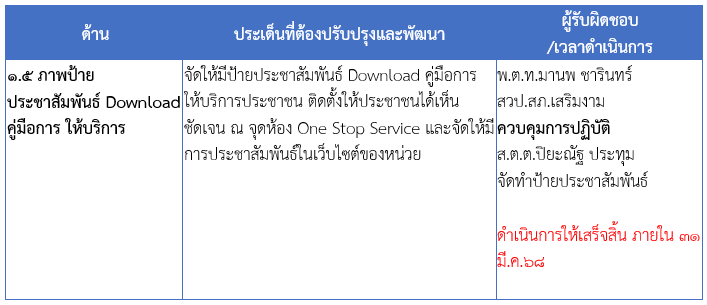 ด้าน
ประเด็นที่ต้องปรับปรุงและพัฒนา
ผู้รับผิดชอบ
/เวลาดำเนินการ
๑.๕ ภาพป้าย
ประชาสัมพันธ์ Download
คู่มือการ ให้บริการ
จัดให้มีป้ายประชาสัมพันธ์ Download คู่มือการ
ให้บริการประชาชน ติดตั้งให้ประชาชนได้เห็น
ชัดเจน ณ จุดห้อง One Stop Service และจัดให้มี
การประชาสัมพันธ์ในเว็บไซต์ของหน่วย
พ.ต.ท.มานพ ชารินทร์
สวป.สภ.เสริมงาม
ควบคุมการปฏิบัติ
ส.ต.ต.ปิยะณัฐ ประทุม
จัดทำป้ายประชาสัมพันธ์
ดำเนินการให้เสร็จสิ้น ภายใน ๓๑
มี.ค.๖๘